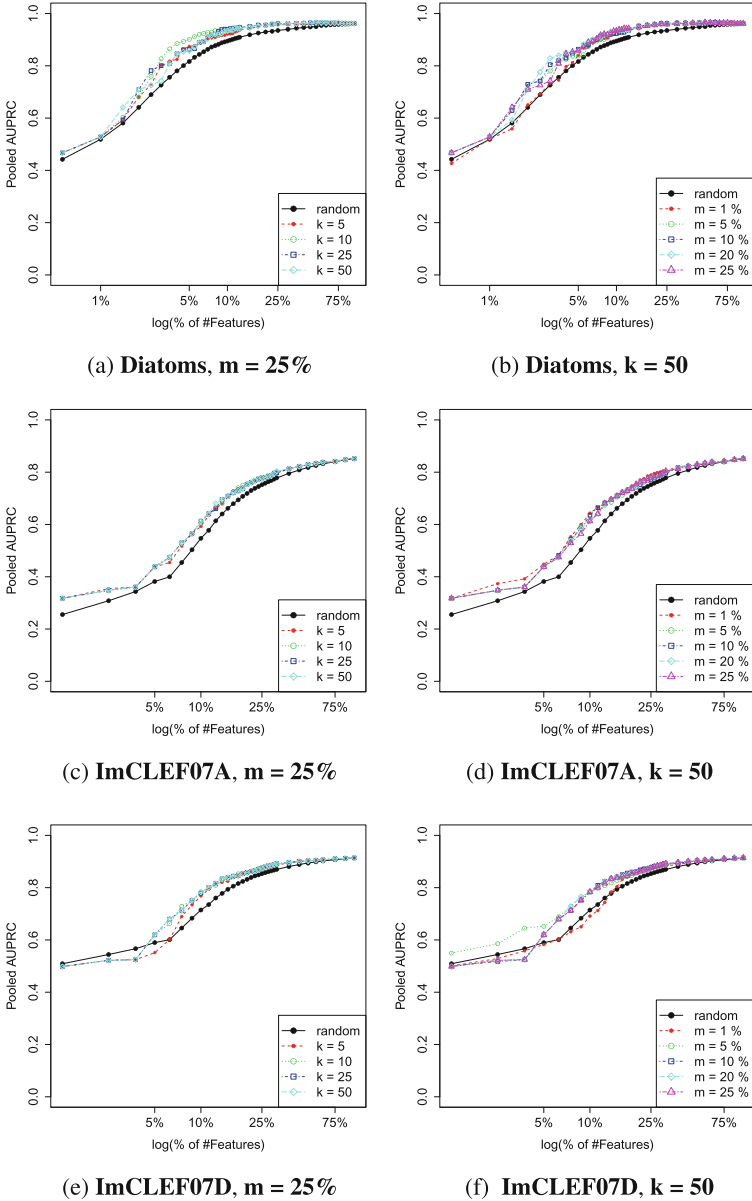 1.0
0.8
0.6
0.4
0.2
0.0
Pooled AUPRC
random
k = 5
k = 10
k = 25
k = 50
1% 5% 10% 25% 75%
log(% of #Features)
(a) Diatoms, m = 25%
1.0
0.8
0.6
0.4
0.2
0.0
Pooled AUPRC
random
m = 1 %
m = 5 %
m = 10 %
m = 20 %
m = 25 %
1% 5% 10% 25% 75%
log(% of #Features)
(b) Diatoms, k = 50
1.0
0.8
0.6
0.4
0.2
0.0
Pooled AUPRC
random
k = 5
k = 10
k = 25
k = 50
5% 10% 25% 75%
log(% of #Features)
(c) ImCLEF07A, m = 25%
1.0
0.8
0.6
0.4
0.2
0.0
Pooled AUPRC
random
m = 1 %
m = 5 %
m = 10 %
m = 20 %
m = 25 %
5% 10% 25% 75%
log(% of #Features)
(d) ImCLEF07A, k = 50
1.0
0.8
0.6
0.4
0.2
0.0
Pooled AUPRC
random
k = 5
k = 10
k = 25
k = 50
5% 10% 25% 75%
log(% of #Features)
(e) ImCLEF07D, m = 25%
1.0
0.8
0.6
0.4
0.2
0.0
Pooled AUPRC
random
m = 1 %
m = 5 %
m = 10 %
m = 20 %
m = 25 %
5% 10% 25% 75%
log(% of #Features)
(f) ImCLEF07D, k = 50